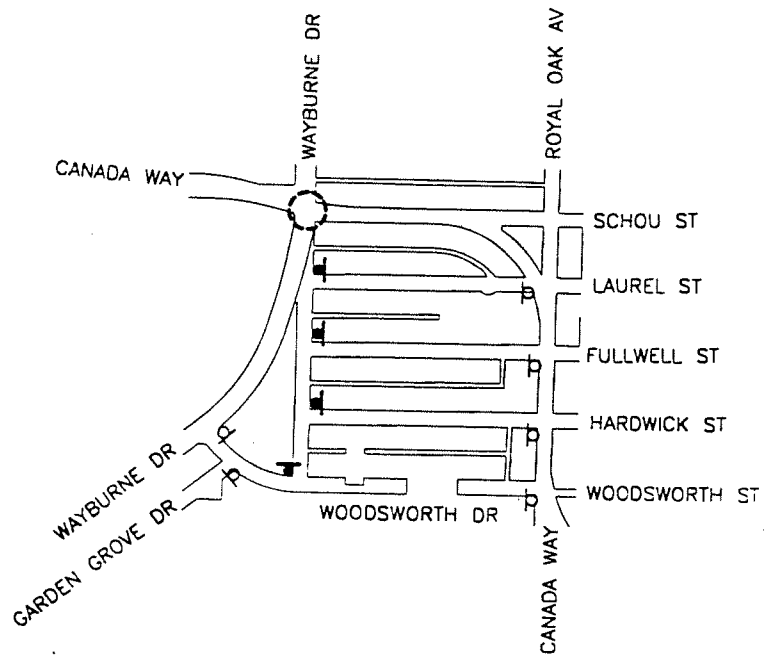 WAYBURNE DR
ROYAL OAK AV
CANADA WAY
SCHOU ST
LAUREL ST
FULLWELL ST
HARDWICK ST
WOODSWORTH ST
WAYBURNE DR
GARDEN GROVE DR
WOODSWORTH DR
CANADA WAY